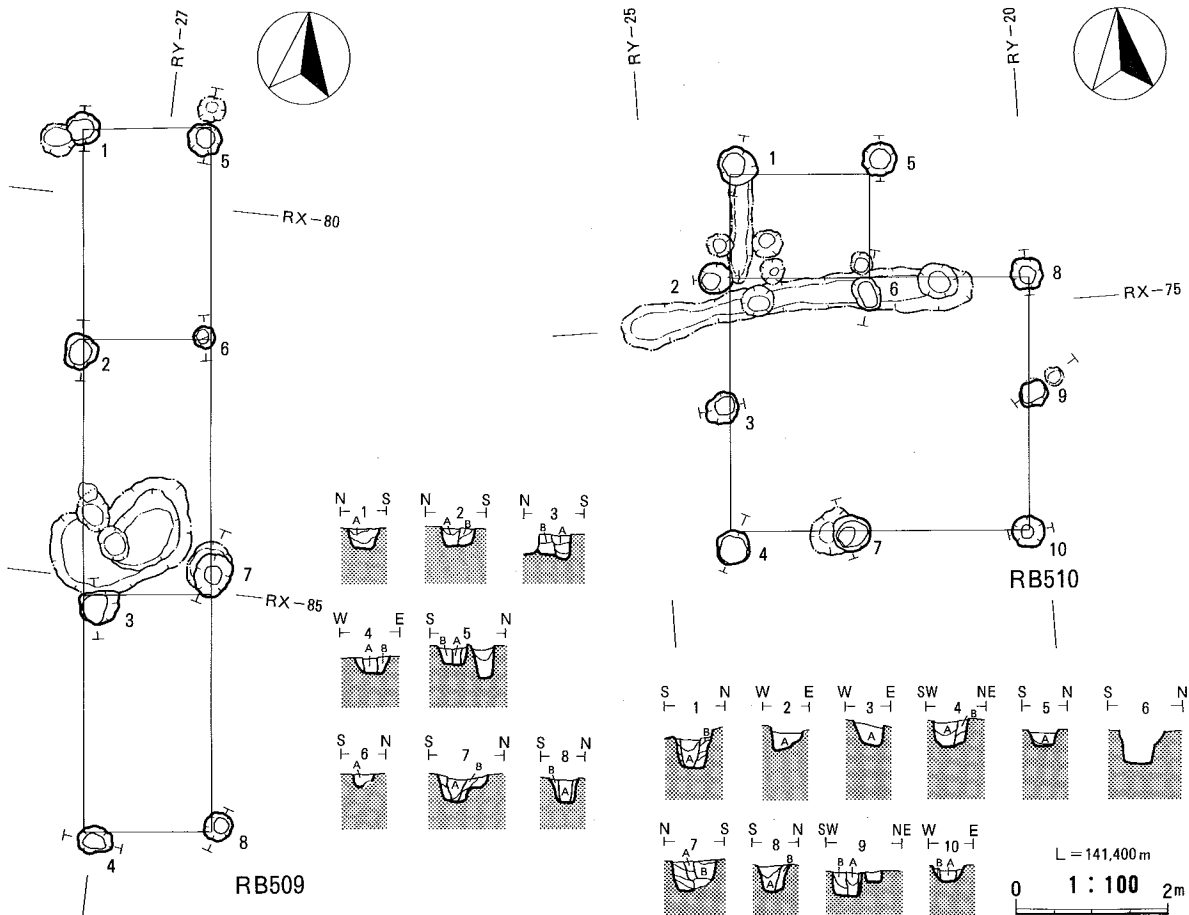 RY-27
1
5
RX-80
2
6
7
3
RX-85
4
8
RB509
N S
1
A
N S
2
A B
N S
3
B A
W E
4
A B
S N
5
B A
S N
6
A
S N
7
A B
S N
8
B A
RY-25
RY-20
1
5
2
6
8
RX-75
3
9
4
7
10
RB510
S N
1
B
A
W E
2
A
W E
3
A
SW NE
4
B
A
S N
5
A
S N
6
N S
7
A
B
S N
8
B
A
SW NE
9
B A
W E
10
B A
L=141,400m
1:100
0 2m